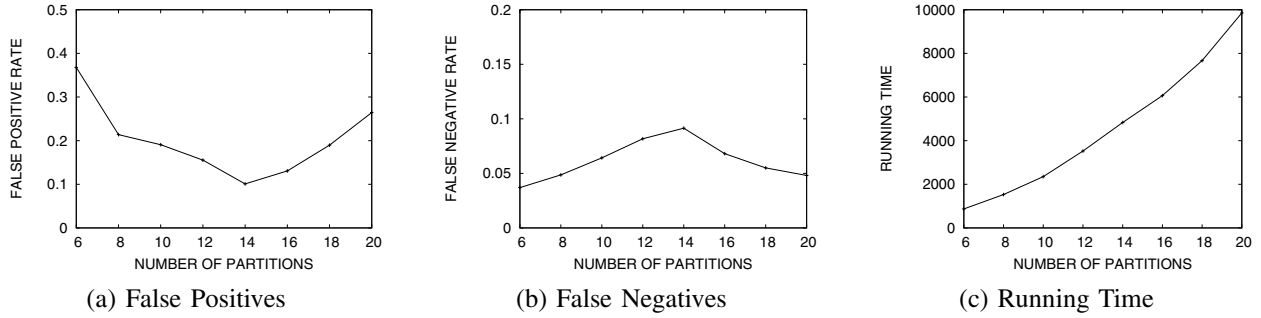 0.5
0.4
0.3
0.2
0.1
0
FALSE POSITIVE RATE
6 8 10 12 14 16 18 20
NUMBER OF PARTITIONS
(a) False Positives
0.2
0.15
0.1
0.05
0
FALSE NEGATIVE RATE
6 8 10 12 14 16 18 20
NUMBER OF PARTITIONS
(b) False Negatives
10000
8000
6000
4000
2000
0
RUNNING TIME
6 8 10 12 14 16 18 20
NUMBER OF PARTITIONS
(c) Running Time